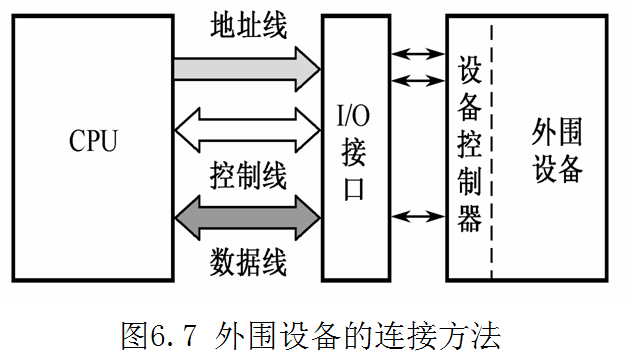 地址线
CPU
控制线
数据线
I/O
接
口
设
备
控
制
器
外围
设备
图6.7 外围设备的连接方法